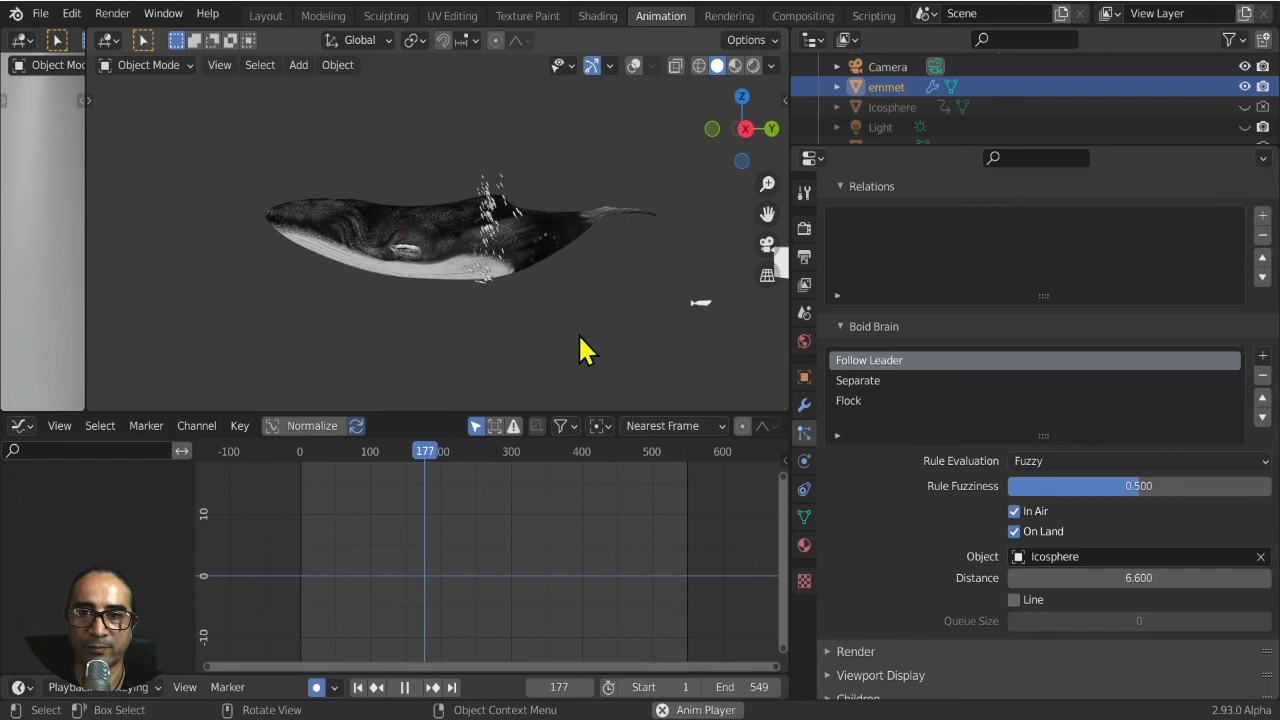 File Edit Render Window Help Layout Modeling Sculpting UV Editing Texture Paint Shading Animation Rendering Compositing Scripting Scene View Layer
Global Options
Object Mod Object Mode View Select Add Object
Z
X
Y
Camera
emmet
Icosphere
Light
Relations
Boid Brain
Follow Leader
Separate
Flock
Rule Evaluation Fuzzy
Rule Fuzziness 0.500
In Air
On Land
Object Icosphere
Distance 6.600
Line
Queue Size 0
Render
Viewport Display
Children
View Select Marker Channel Key Normalize Nearest Frame
-100 0 100 177 200 300 400 500 600
10
0
-10
Playback Keying View Marker 177 Start 1 End 549
Select Box Select Rotate View Object Context Menu Anim Player 2.93.0 Alpha